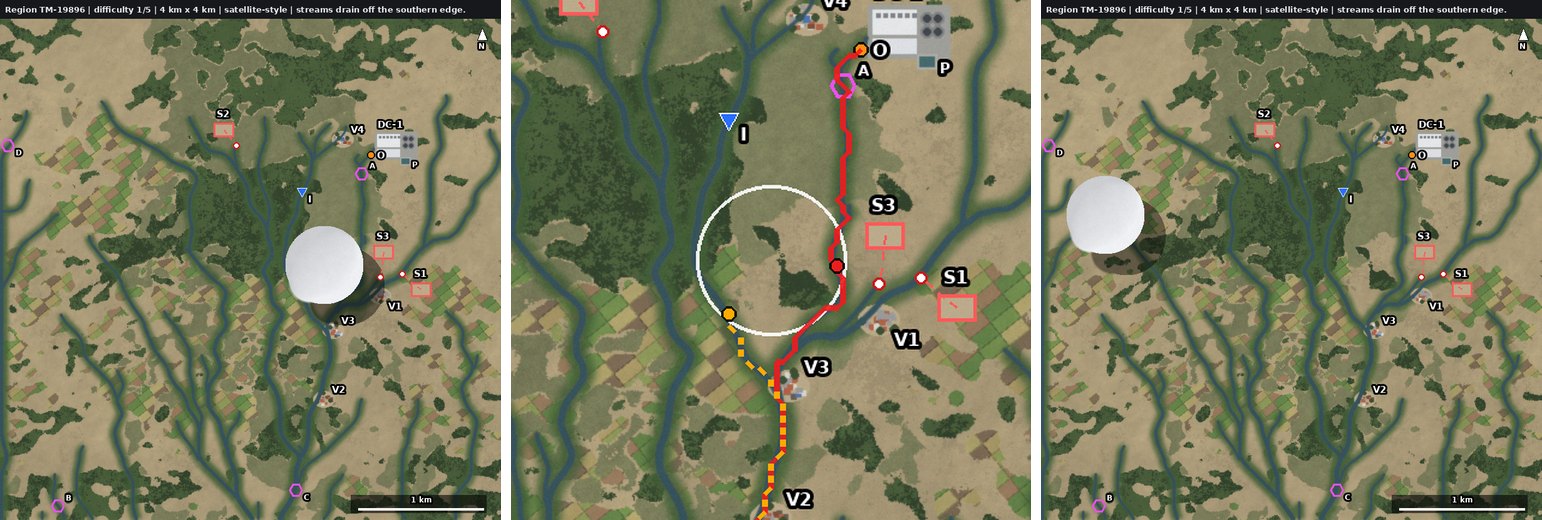 Region TM-19896 | difficulty 1/5 | 4 km x 4 km | satellite-style | streams drain off the southern edge.
N
S2
V4
DC-1
O
P
A
D
I
S3
S1
V1
V3
V2
B
C
1 km
V4
O
P
A
I
S3
S1
V1
V3
V2
Region TM-19896 | difficulty 1/5 | 4 km x 4 km | satellite-style | streams drain off the southern edge.
N
S2
V4
DC-1
O
P
A
D
I
S3
S1
V1
V3
V2
B
C
1 km